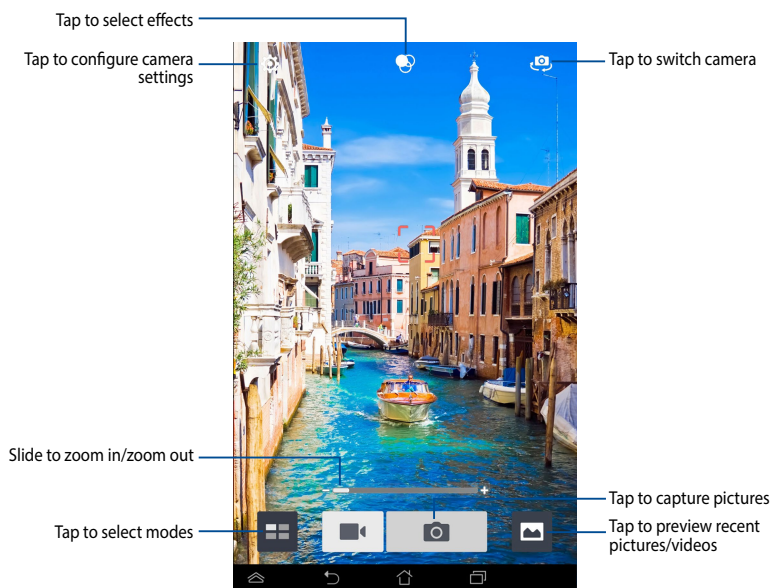 Tap to select effects
Tap to configure camera
settings
Tap to switch camera
Slide to zoom in/zoom out
Tap to capture pictures
Tap to select modes
Tap to preview recent
pictures/videos